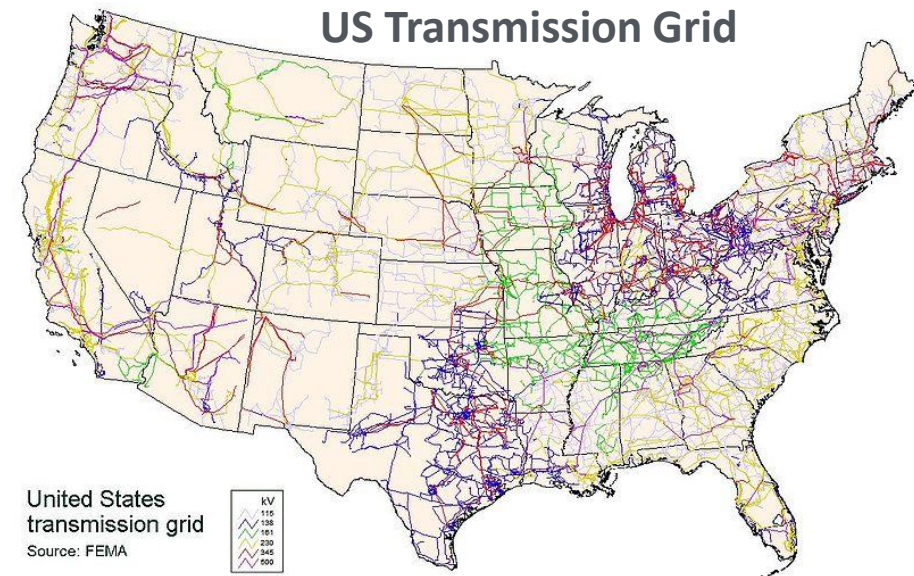 US Transmission Grid
United States
transmission grid
Source: FEMA
kV
115
138
161
230
345
500